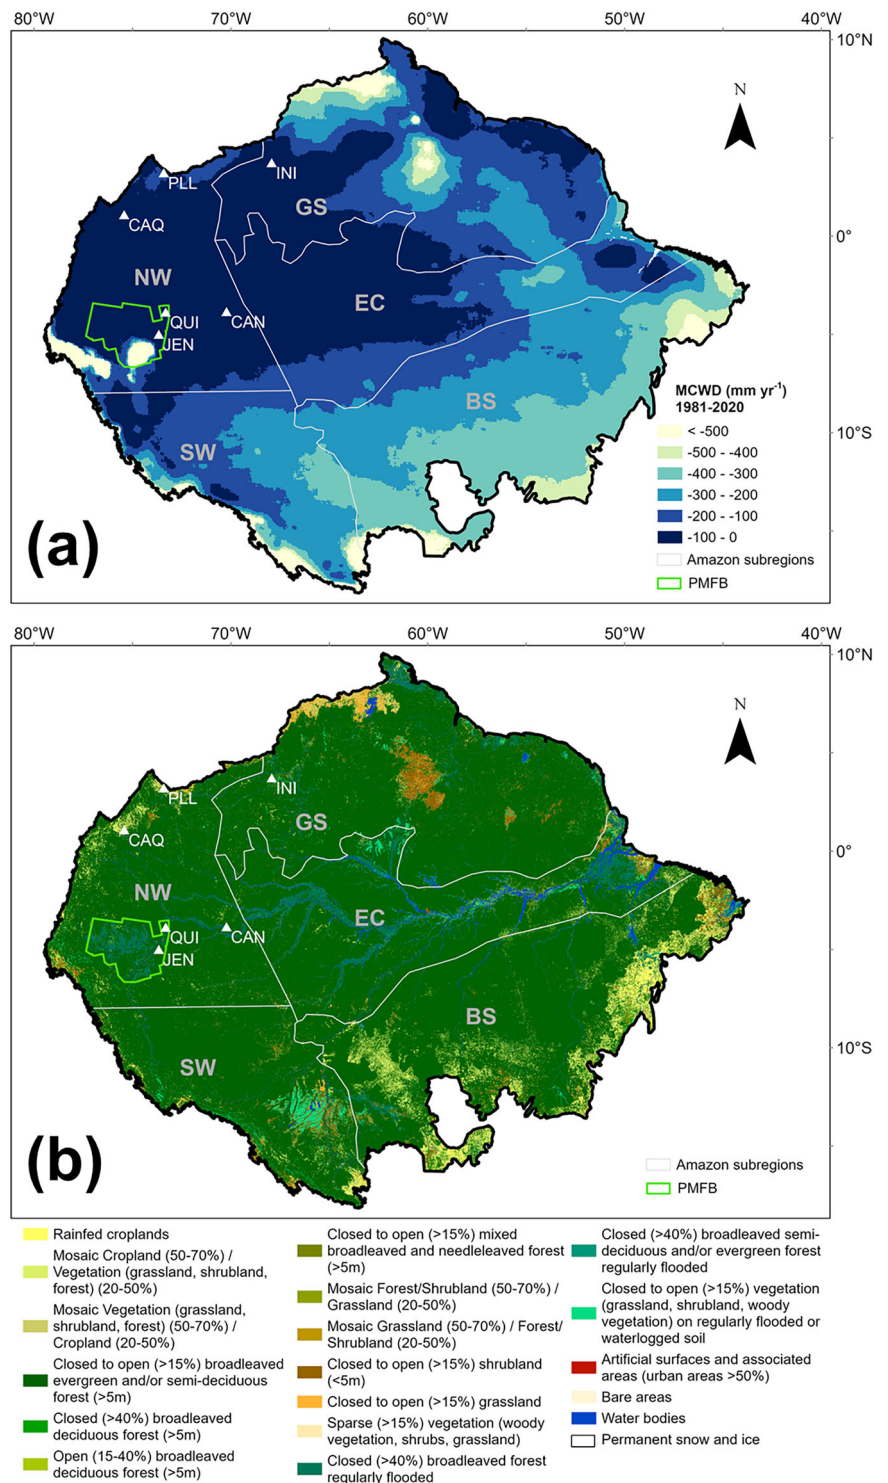 80°W 70°W 60°W 50°W 40°W
10°N
N
PLL
INI
CAQ
GS
0°
NW
EC
QUI
CAN
JEN
BS
MCWD (mm yr-1)
1981-2020
< -500
-500 - -400
-400 - -300
-300 - -200
-200 - -100
-100 - 0
Amazon subregions
PMFB
10°S
SW
(a)
80°W 70°W 60°W 50°W 40°W
10°N
N
PLL
INI
CAQ
GS
0°
NW
EC
QUI
CAN
JEN
BS
10°S
SW
(b)
Amazon subregions
PMFB
Rainfed croplands
Mosaic Cropland (50-70%) /
Vegetation (grassland, shrubland,
forest) (20-50%)
Mosaic Vegetation (grassland,
shrubland, forest) (50-70%) /
Cropland (20-50%)
Closed to open (>15%) broadleaved
evergreen and/or semi-deciduous
forest (>5m)
Closed (>40%) broadleaved
deciduous forest (>5m)
Open (15-40%) broadleaved
deciduous forest (>5m)
Closed to open (>15%) mixed
broadleaved and needleleaved forest
(>5m)
Mosaic Forest/Shrubland (50-70%) /
Grassland (20-50%)
Mosaic Grassland (50-70%) / Forest/
Shrubland (20-50%)
Closed to open (>15%) shrubland
(<5m)
Closed to open (>15%) grassland
Sparse (>15%) vegetation (woody
vegetation, shrubs, grassland)
Closed (>40%) broadleaved forest
regularly flooded
Closed (>40%) broadleaved semi-
deciduous and/or evergreen forest
regularly flooded
Closed to open (>15%) vegetation
(grassland, shrubland, woody
vegetation) on regularly flooded or
waterlogged soil
Artificial surfaces and associated
areas (urban areas >50%)
Bare areas
Water bodies
Permanent snow and ice